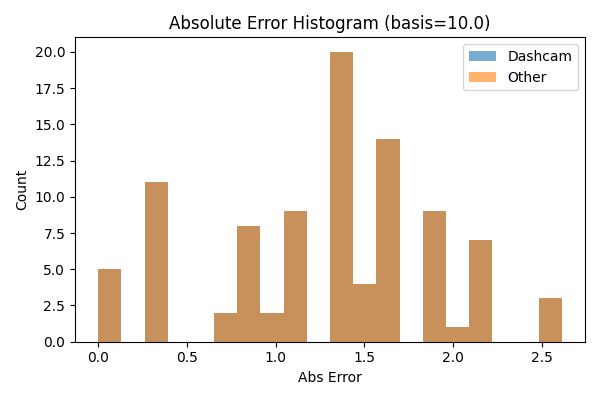 Absolute Error Histogram (basis=10.0)
Dashcam
Other
Count
20.0
17.5
15.0
12.5
10.0
7.5
5.0
2.5
0.0
0.0 0.5 1.0 1.5 2.0 2.5
Abs Error